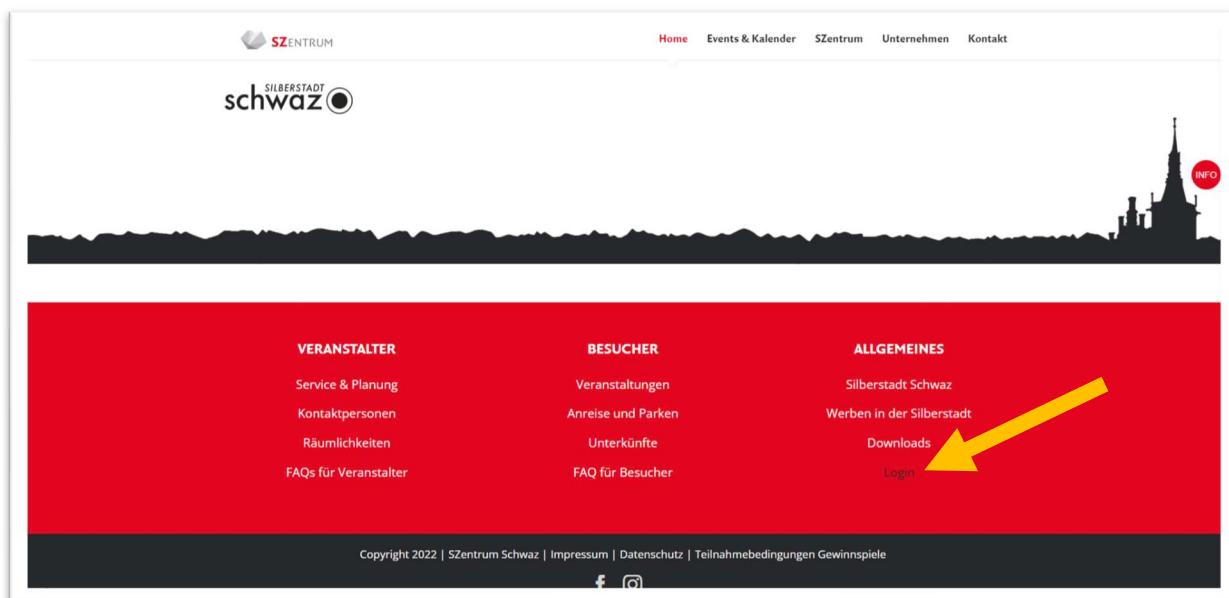 SZENTRUM
Home Events & Kalender SZentrum Unternehmen Kontakt
SILBERSTADT
schwaz
INFO
VERANSTALTER
Service & Planung
Kontaktpersonen
Räumlichkeiten
FAQs für Veranstalter
BESUCHER
Veranstaltungen
Anreise und Parken
Unterkünfte
FAQ für Besucher
ALLGEMEINES
Silberstadt Schwaz
Werben in der Silberstadt
Downloads
Login
Copyright 2022 | SZentrum Schwaz | Impressum | Datenschutz | Teilnahmebedingungen Gewinnspiele